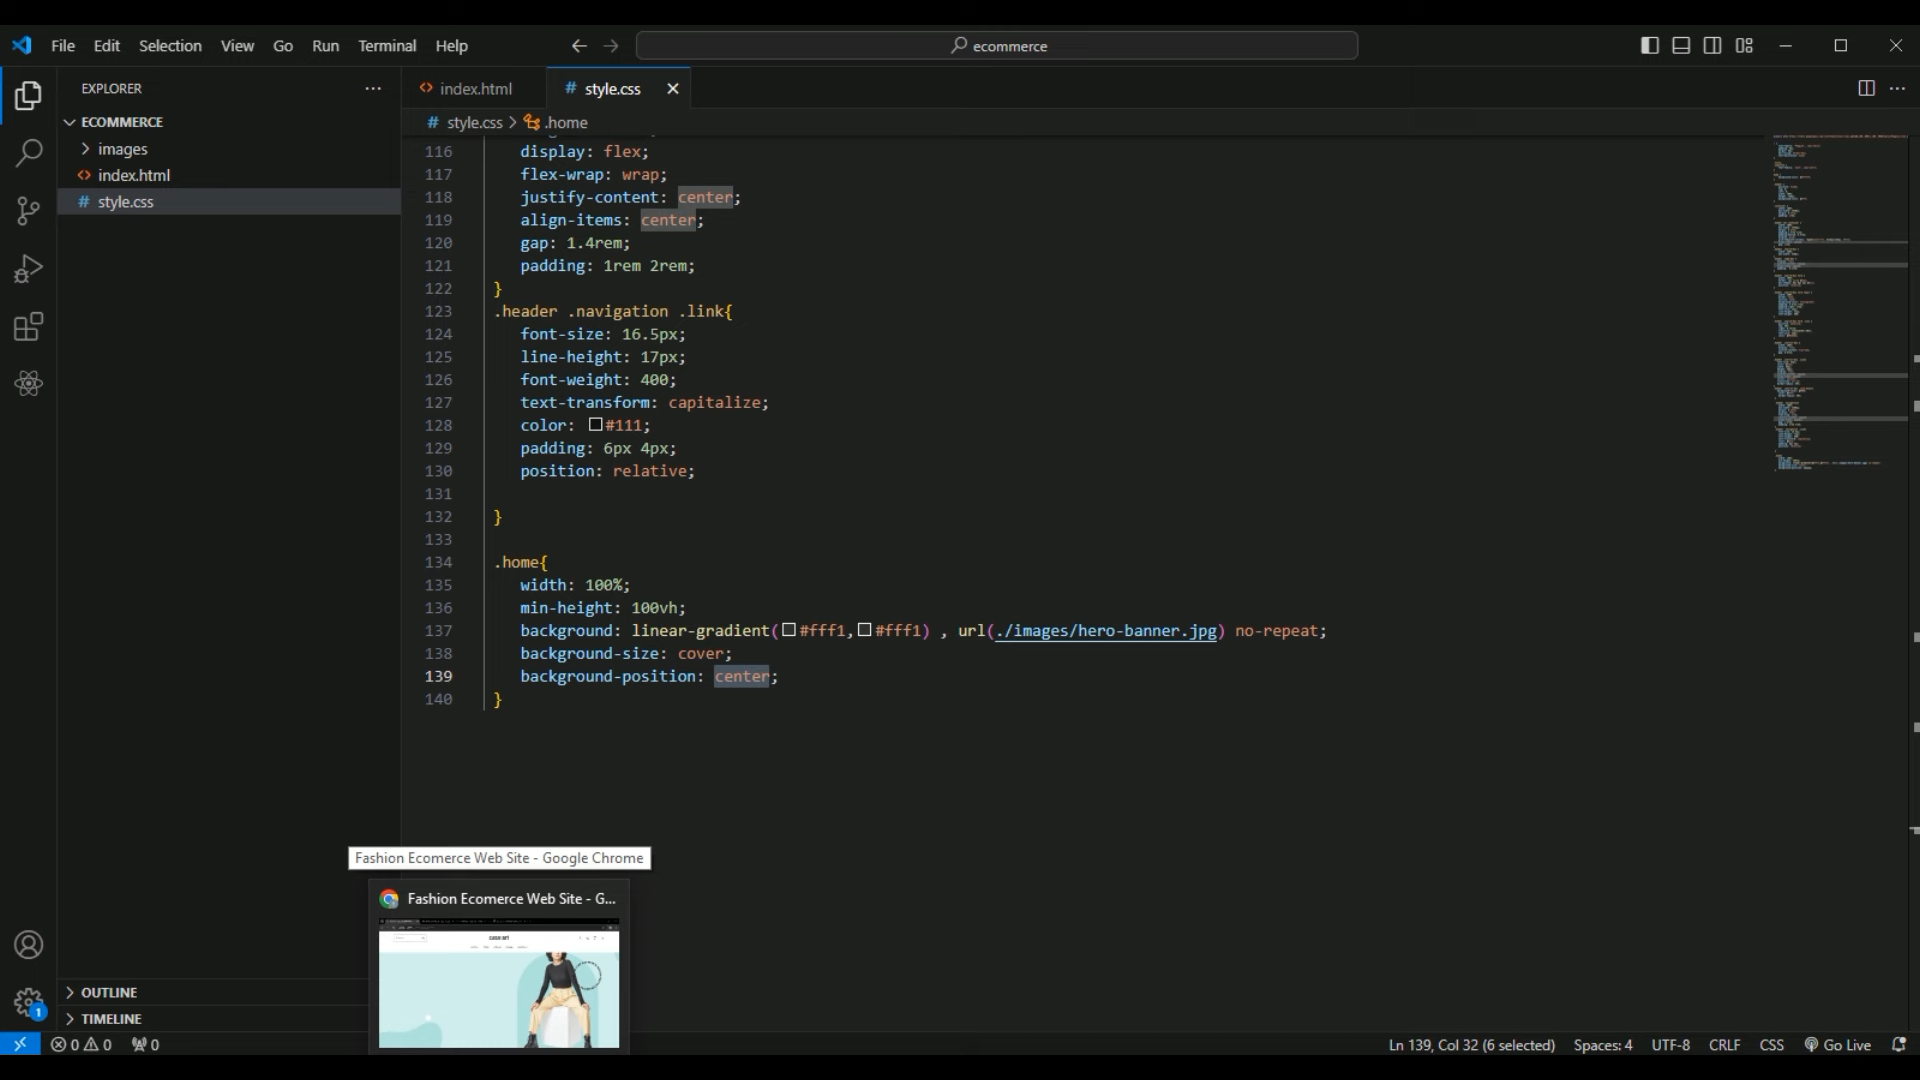 File Edit Selection View Go Run Terminal Help
ecommerce
EXPLORER
ECOMMERCE
images
index.html
style.css
index.html
style.css
style.css > .home
116 display: flex;
117 flex-wrap: wrap;
118 justify-content: center;
119 align-items: center;
120 gap: 1.4rem;
121 padding: 1rem 2rem;
122 }
123 .header .navigation .link{
124 font-size: 16.5px;
125 line-height: 17px;
126 font-weight: 400;
127 text-transform: capitalize;
128 color: #111;
129 padding: 6px 4px;
130 position: relative;
131
132 }
133
134 .home{
135 width: 100%;
136 min-height: 100vh;
137 background: linear-gradient(#fff1,#fff1) , url(./images/hero-banner.jpg) no-repeat;
138 background-size: cover;
139 background-position: center;
140 }
Fashion Ecomerce Web Site - Google Chrome
Fashion Ecomerce Web Site - G...
OUTLINE
TIMELINE
1
0 0 0
Ln 139, Col 32 (6 selected) Spaces: 4 UTF-8 CRLF CSS Go Live